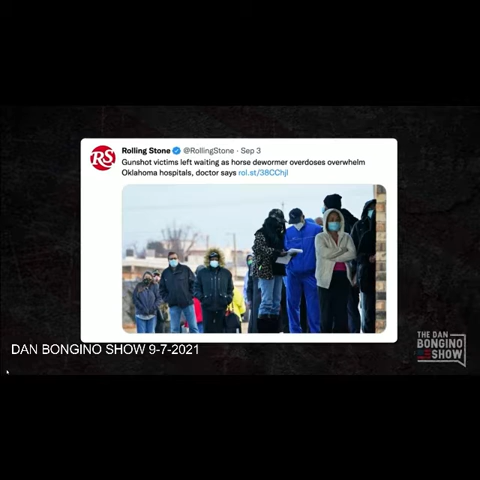 RS
Rolling Stone @RollingStone · Sep 3
Gunshot victims left waiting as horse dewormer overdoses overwhelm
Oklahoma hospitals, doctor says rol.st/38CChjI
DAN BONGINO SHOW 9-7-2021
THE DAN
BONGINO
SHOW